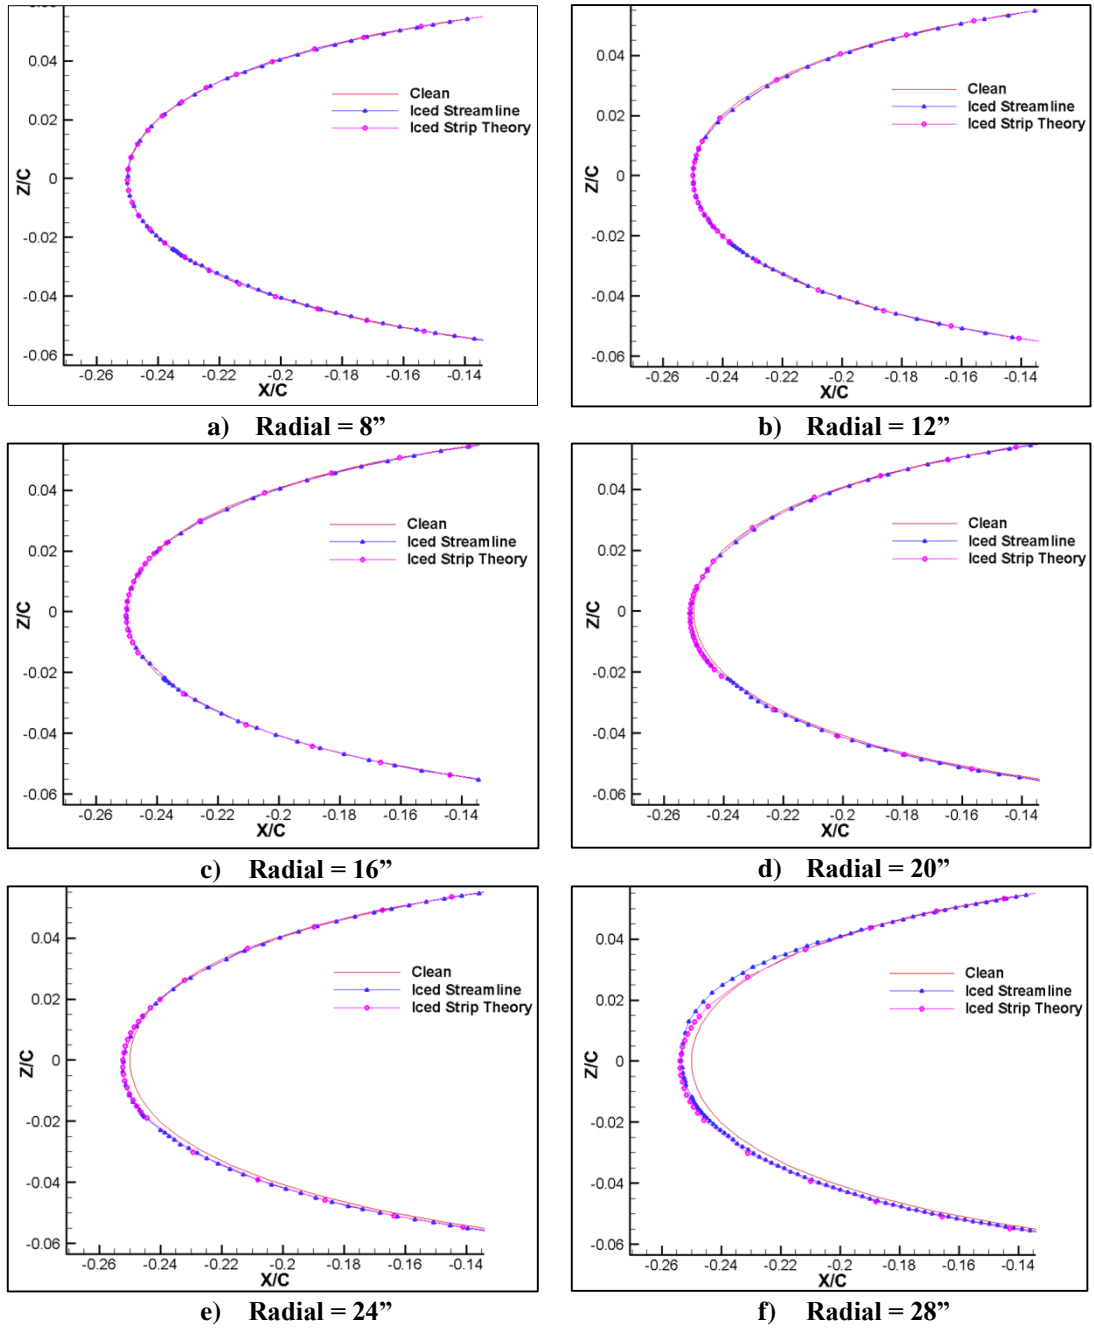 0.04
0.02
0
-0.02
-0.04
-0.06
Z/C
Clean
Iced Streamline
Iced Strip Theory
-0.26 -0.24 -0.22 -0.2 -0.18 -0.16 -0.14
X/C
a) Radial = 8”
0.04
0.02
0
-0.02
-0.04
-0.06
Z/C
Clean
Iced Streamline
Iced Strip Theory
-0.26 -0.24 -0.22 -0.2 -0.18 -0.16 -0.14
X/C
b) Radial = 12”
0.04
0.02
0
-0.02
-0.04
-0.06
Z/C
Clean
Iced Streamline
Iced Strip Theory
-0.26 -0.24 -0.22 -0.2 -0.18 -0.16 -0.14
X/C
c) Radial = 16”
0.04
0.02
0
-0.02
-0.04
-0.06
Z/C
Clean
Iced Streamline
Iced Strip Theory
-0.26 -0.24 -0.22 -0.2 -0.18 -0.16 -0.14
X/C
d) Radial = 20”
0.04
0.02
0
-0.02
-0.04
-0.06
Z/C
Clean
Iced Streamline
Iced Strip Theory
-0.26 -0.24 -0.22 -0.2 -0.18 -0.16 -0.14
X/C
e) Radial = 24”
0.04
0.02
0
-0.02
-0.04
-0.06
Z/C
Clean
Iced Streamline
Iced Strip Theory
-0.26 -0.24 -0.22 -0.2 -0.18 -0.16 -0.14
X/C
f) Radial = 28”